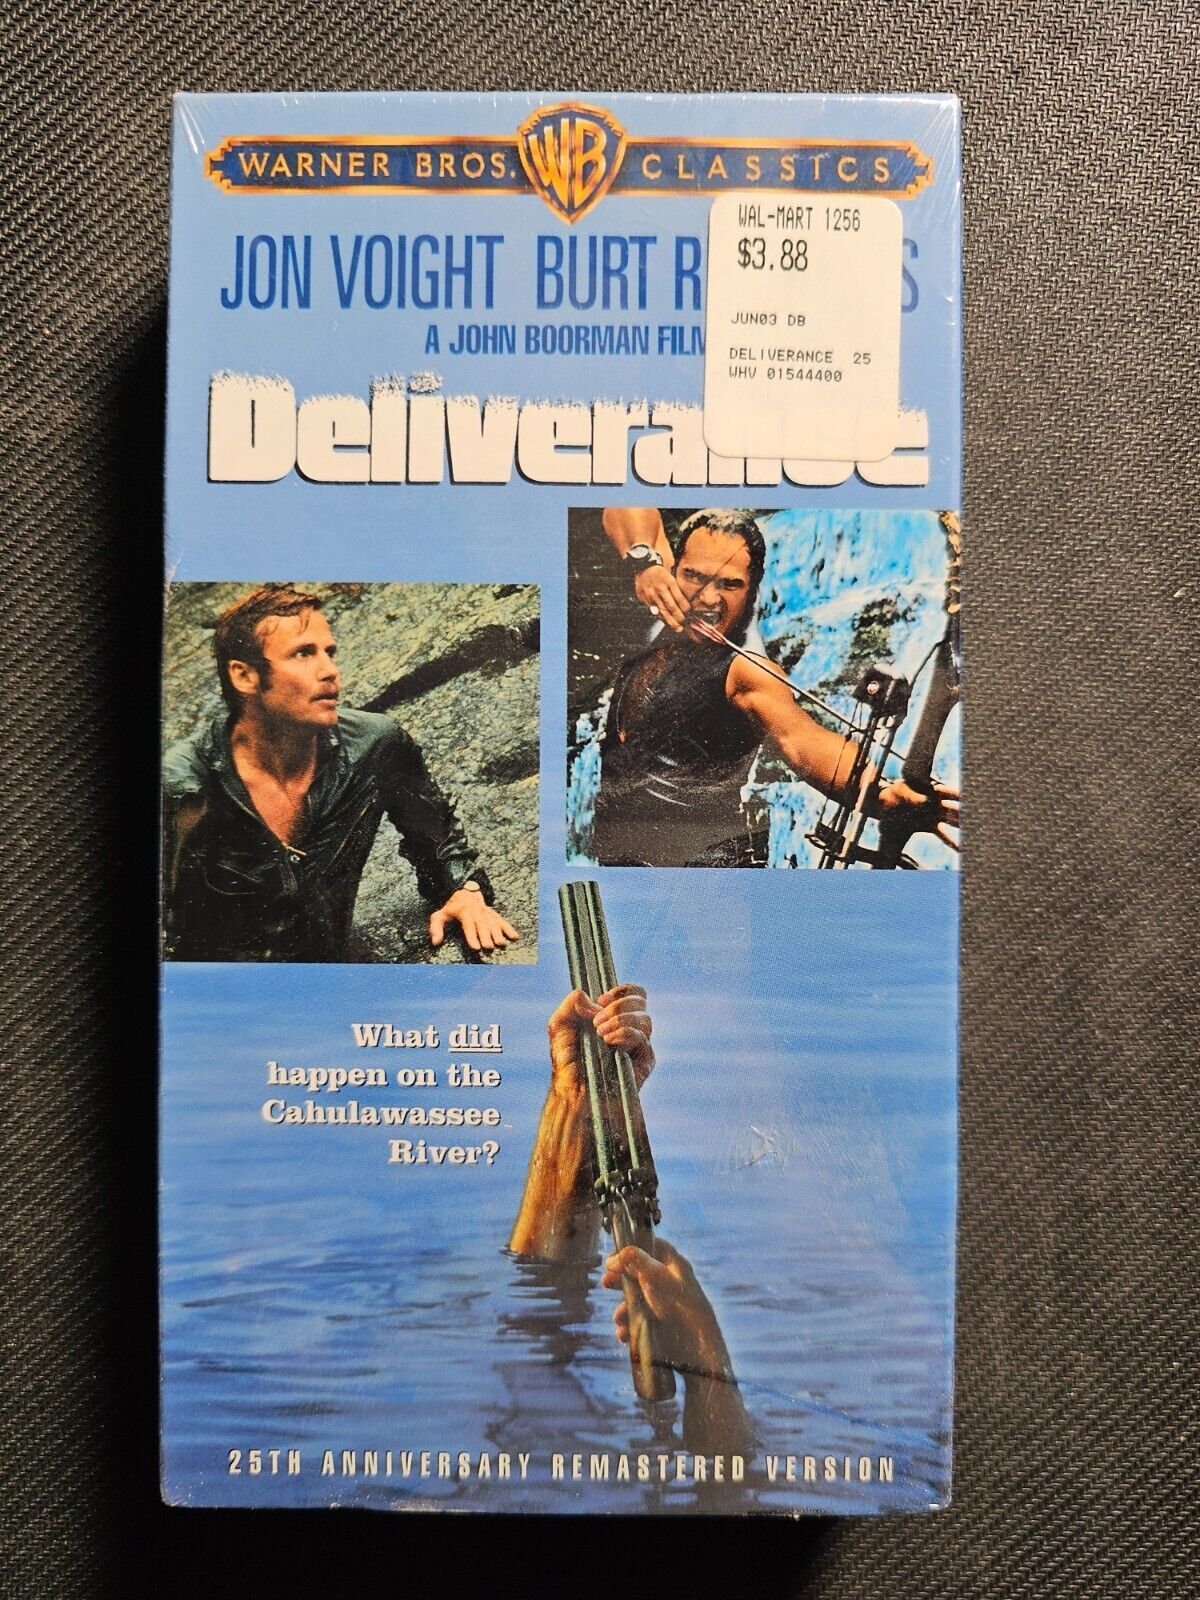 WARNER BROS. WB CLASSICS
WAL-MART 1256
$3.88
JUN03 DB
DELIVERANCE 25
WHV 01544400
JON VOIGHT BURT
A JOHN BOORMAN FILM
Deliverance
What did
happen on the
Cahulawassee
River?
25TH ANNIVERSARY REMASTERED VERSION